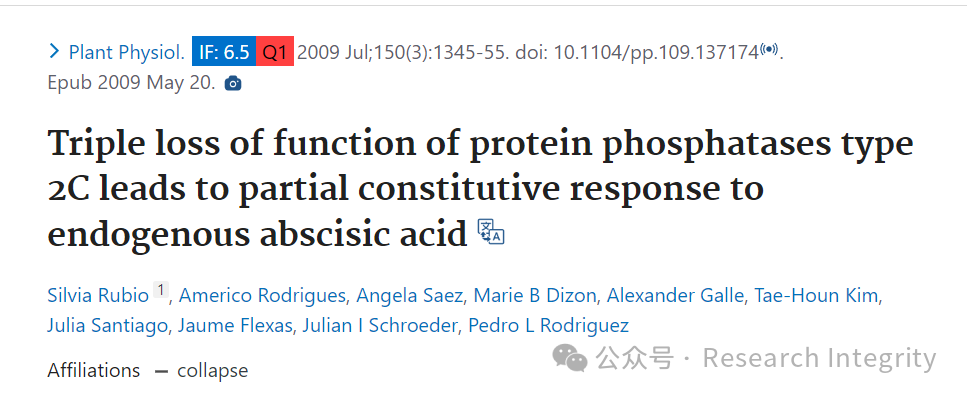 Plant Physiol. IF: 6.5 Q1 2009 Jul;150(3):1345-55. doi: 10.1104/pp.109.137174.
Epub 2009 May 20.
Triple loss of function of protein phosphatases type
2C leads to partial constitutive response to
endogenous abscisic acid
Silvia Rubio 1, Americo Rodrigues, Angela Saez, Marie B Dizon, Alexander Galle, Tae-Houn Kim,
Julia Santiago, Jaume Flexas, Julian I Schroeder, Pedro L Rodriguez
Affiliations — collapse
公众号 · Research Integrity